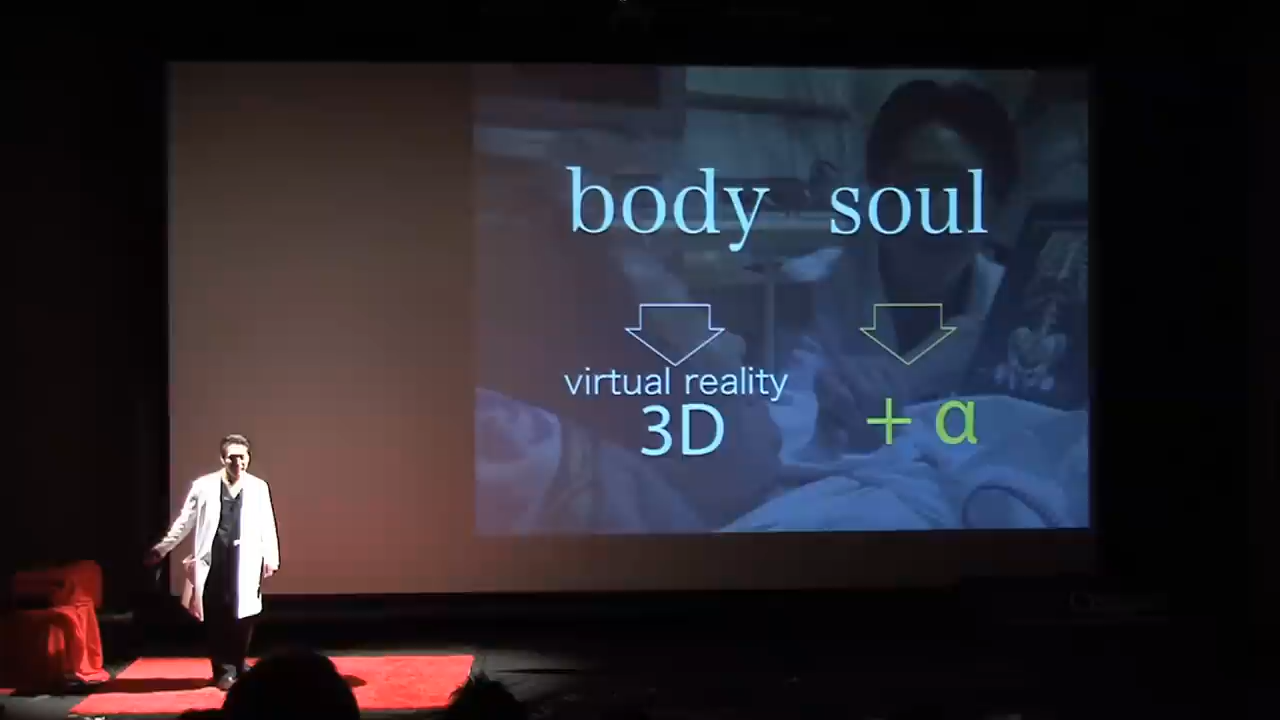 body soul
virtual reality
3D
+ α